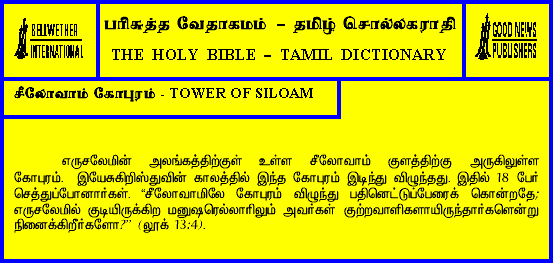 BELLWETHER
INTERNATIONAL
பரிசுத்த வேதாகமம் – தமிழ் சொல்லகராதி
THE HOLY BIBLE – TAMIL DICTIONARY
GOOD NEWS
PUBLISHERS
சீலோவாம் கோபுரம் - TOWER OF SILOAM
எருசலேமின் அலங்கத்திற்குள் உள்ள சீலோவாம் குளத்திற்கு அருகிலுள்ள
கோபுரம். இயேசுகிறிஸ்துவின் காலத்தில் இந்த கோபுரம் இடிந்து விழுந்தது. இதில் 18 பேர்
செத்துப்போனார்கள். “சீலோவாமிலே கோபுரம் விழுந்து பதினெட்டுப்பேரைக் கொன்றதே;
எருசலேமில் குடியிருக்கிற மனுஷரெல்லாரிலும் அவர்கள் குற்றவாளிகளாயிருந்தார்களென்று
நினைக்கிறீர்களோ?” (லூக் 13:4).